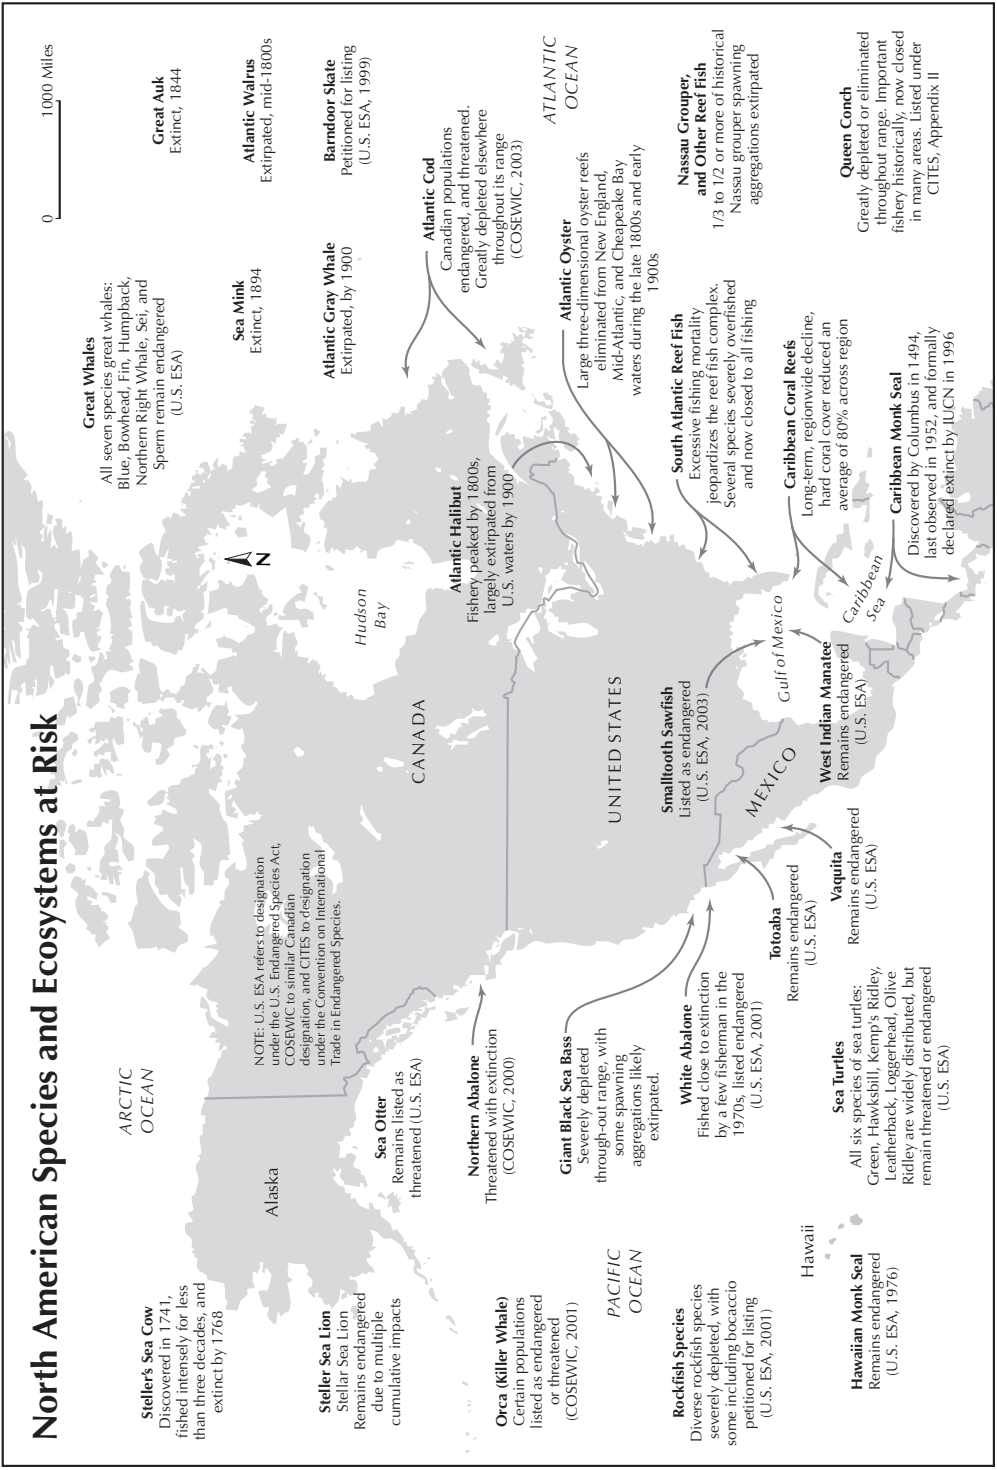 North American Species and Ecosystems at Risk
0
1000 Miles
ARCTIC
OCEAN
Steller's Sea Cow
Discovered in 1741,
fished intensely for less
than three decades, and
extinct by 1768
Steller Sea Lion
Stellar Sea Lion
Remains endangered
due to multiple
cumulative impacts
Orca (Killer Whale)
Certain populations
listed as endangered
or threatened
(COSEWIC, 2001)
PACIFIC
OCEAN
Rockfish Species
Diverse rockfish species
severely depleted, with
some including bocaccio
petitioned for listing
(U.S. ESA, 2001)
Hawaii
Hawaiian Monk Seal
Remains endangered
(U.S. ESA, 1976)
Alaska
Sea Otter
Remains listed as
threatened (U.S. ESA)
Northern Abalone
Threatened with extinction
(COSEWIC, 2000)
Giant Black Sea Bass
Severely depleted
through-out range, with
some spawning
aggregations likely
extirpated.
White Abalone
Fished close to extinction
by a few fisherman in the
1970s, listed endangered
(U.S. ESA, 2001)
Sea Turtles
All six species of sea turtles:
Green, Hawksbill, Kemp's Ridley,
Leatherback, Loggerhead, Olive
Ridley are widely distributed, but
remain threatened or endangered
(U.S. ESA)
NOTE: U.S. ESA refers to designation
under the U.S. Endangered Species Act,
COSEWIC to similar Canadian
designation, and CITES to designation
under the Convention on International
Trade in Endangered Species.
Totoaba
Remains endangered
(U.S. ESA)
Vaquita
Remains endangered
(U.S. ESA)
CANADA
UNITED STATES
MEXICO
Hudson
Bay
N
Smalltooth Sawfish
Listed as endangered
(U.S. ESA, 2003)
Gulf of Mexico
West Indian Manatee
Remains endangered
(U.S. ESA)
Atlantic Halibut
Fishery peaked by 1800s,
largely extirpated from
U.S. waters by 1900
Great Whales
All seven species great whales:
Blue, Bowhead, Fin, Humpback,
Northern Right Whale, Sei, and
Sperm remain endangered
(U.S. ESA)
Sea Mink
Extinct, 1894
Atlantic Gray Whale
Extirpated, by 1900
Great Auk
Extinct, 1844
Atlantic Walrus
Extirpated, mid-1800s
Barndoor Skate
Petitioned for listing
(U.S. ESA, 1999)
Atlantic Cod
Canadian populations
endangered, and threatened.
Greatly depleted elsewhere
throughout its range
(COSEWIC, 2003)
ATLANTIC
OCEAN
Atlantic Oyster
Large three-dimensional oyster reefs
eliminated from New England,
Mid-Atlantic, and Cheapeake Bay
waters during the late 1800s and early
1900s
South Atlantic Reef Fish
Excessive fishing mortality
jeopardizes the reef fish complex.
Several species severely overfished
and now closed to all fishing
Nassau Grouper,
and Other Reef Fish
1/3 to 1/2 or more of historical
Nassau grouper spawning
aggregations extirpated
Caribbean Coral Reefs
Long-term, regionwide decline,
hard coral cover reduced an
average of 80% across region
Queen Conch
Greatly depleted or eliminated
throughout range. Important
fishery historically, now closed
in many areas. Listed under
CITES, Appendix II
Caribbean
Sea
Caribbean Monk Seal
Discovered by Columbus in 1494,
last observed in 1952, and formally
declared extinct by IUCN in 1996